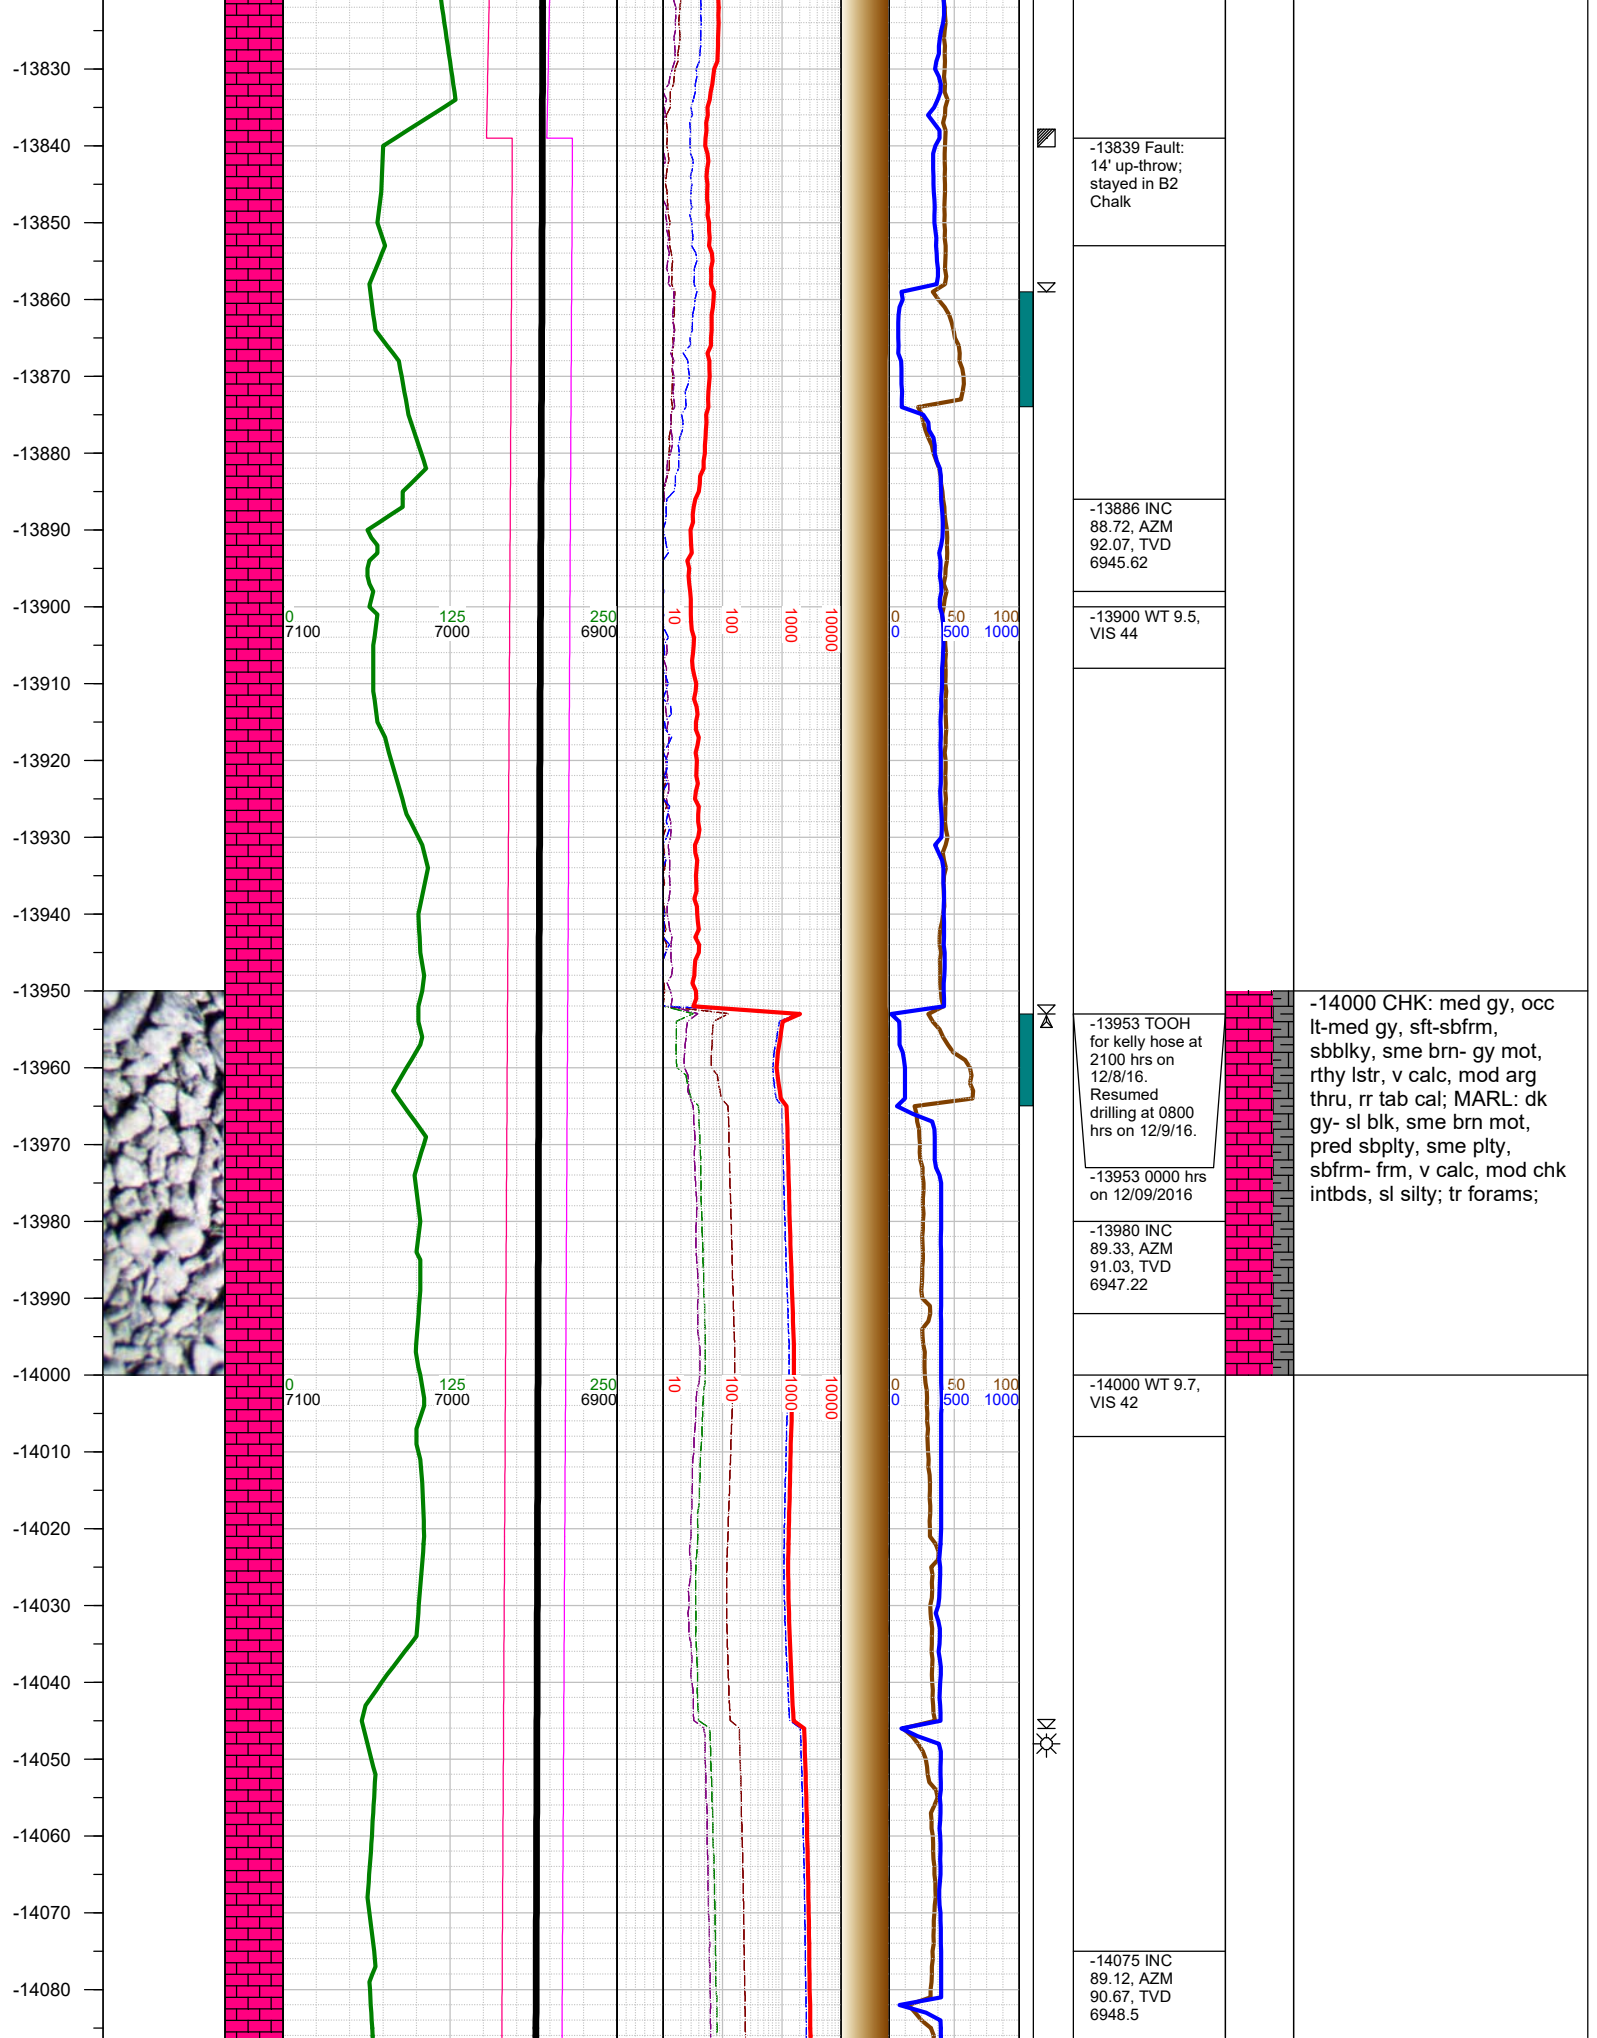 -13830
-13840
-13839 Fault:
14' up-throw;
stayed in B2
Chalk
-13850
-13860
-13870
-13880
-13890
-13886 INC
88.72, AZM
92.07, TVD
6945.62
-13900
0 125 250
7100 7000 6900
10 100 1000 10000
0 50 100
0 500 1000
-13900 WT 9.5,
VIS 44
-13910
-13920
-13930
-13940
-13950
-13960
-13970
-13953 TOOH
for kelly hose at
2100 hrs on
12/8/16.
Resumed
drilling at 0800
hrs on 12/9/16.
-13953 0000 hrs
on 12/09/2016
-14000 CHK: med gy, occ
lt-med gy, sft-sbfrm,
sbblky, sme brn- gy mot,
rthy lstr, v calc, mod arg
thru, rr tab cal; MARL: dk
gy- sl blk, sme brn mot,
pred sbplty, sme plty,
sbfrm- frm, v calc, mod chk
intbds, sl silty; tr forams;
-13980
-13980 INC
89.33, AZM
91.03, TVD
6947.22
-13990
-14000
0 125 250
7100 7000 6900
10 100 1000 10000
0 50 100
0 500 1000
-14000 WT 9.7,
VIS 42
-14010
-14020
-14030
-14040
-14050
-14060
-14070
-14080
-14075 INC
89.12, AZM
90.67, TVD
6948.5